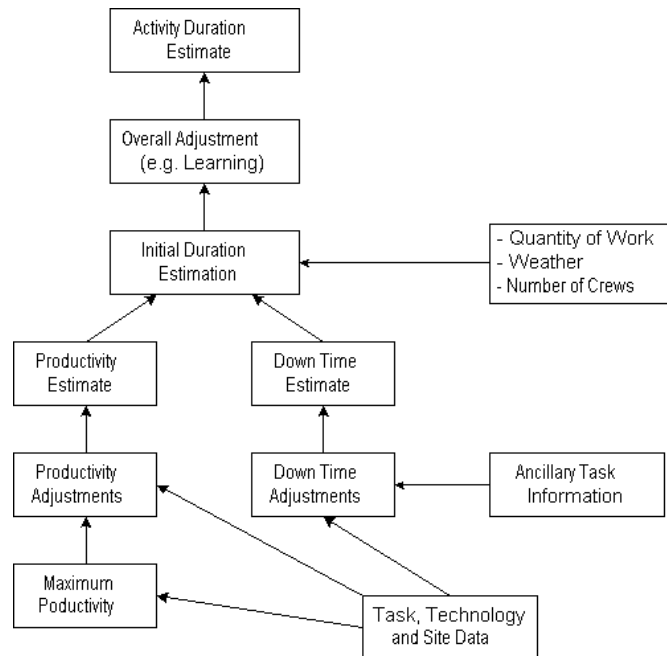 Activity Duration
Estimate
Overall Adjustment
(e.g. Learning)
Initial Duration
Estimation
- Quantity of Work
- Weather
- Number of Crews
Productivity
Estimate
Down Time
Estimate
Productivity
Adjustments
Down Time
Adjustments
Ancillary Task
Information
Maximum
Poductivity
Task, Technology
and Site Data